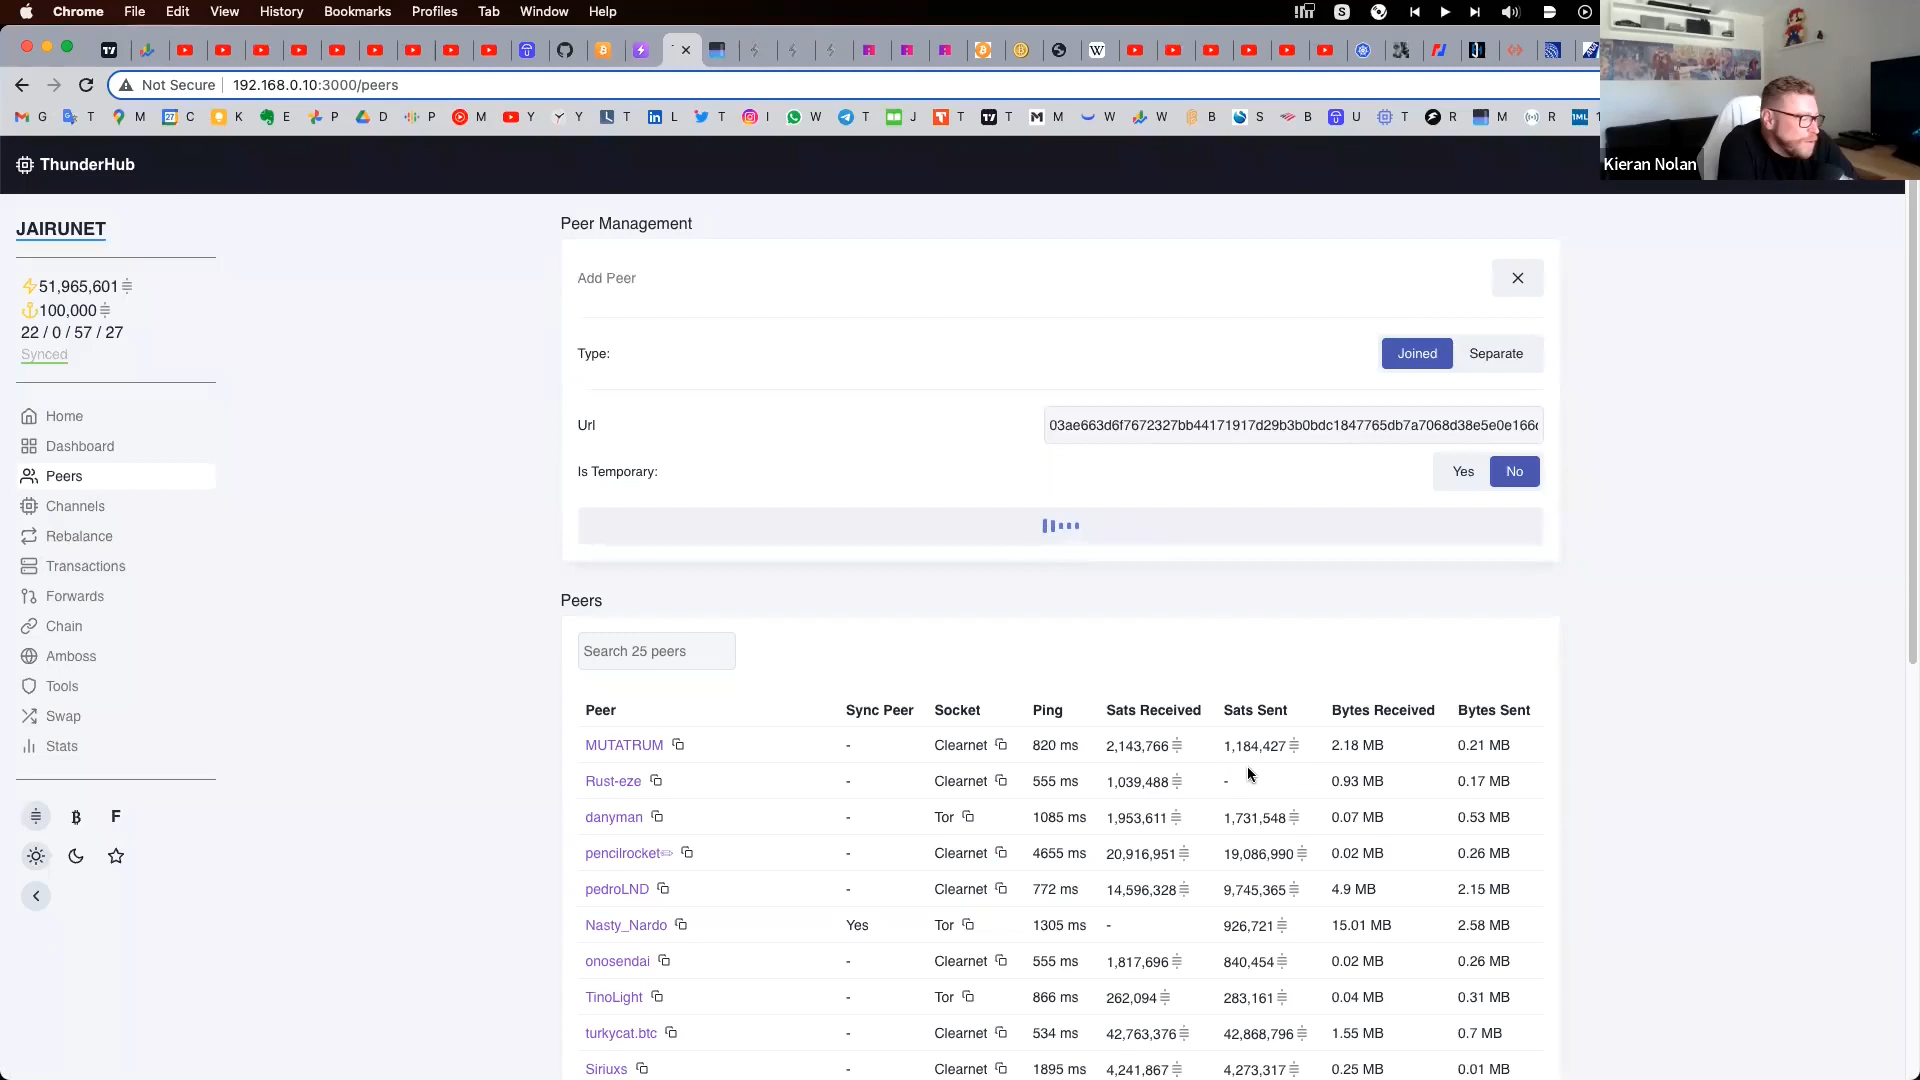 Chrome File Edit View History Bookmarks Profiles Tab Window Help
Not Secure 192.168.0.10:3000/peers
G T M C K E P D P M Y Y T L T I W T J T T M W W B S B U T R M R 1ML
Kieran Nolan
ThunderHub
JAIRUNET
51,965,601
100,000
22 / 0 / 57 / 27
Synced
Home
Dashboard
Peers
Channels
Rebalance
Transactions
Forwards
Chain
Amboss
Tools
Swap
Stats
F
Peer Management
Add Peer
Type: Joined Separate
Url 03ae663d6f7672327bb44171917d29b3b0bdc1847765db7a7068d38e5e0e166
Is Temporary: Yes No
Peers
Search 25 peers
Peer Sync Peer Socket Ping Sats Received Sats Sent Bytes Received Bytes Sent
MUTATRUM - Clearnet 820 ms 2,143,766 1,184,427 2.18 MB 0.21 MB
Rust-eze - Clearnet 555 ms 1,039,488 - 0.93 MB 0.17 MB
danyman - Tor 1085 ms 1,953,611 1,731,548 0.07 MB 0.53 MB
pencilrocket✏ - Clearnet 4655 ms 20,916,951 19,086,990 0.02 MB 0.26 MB
pedroLND - Clearnet 772 ms 14,596,328 9,745,365 4.9 MB 2.15 MB
Nasty_Nardo Yes Tor 1305 ms - 926,721 15.01 MB 2.58 MB
onosendai - Clearnet 555 ms 1,817,696 840,454 0.02 MB 0.26 MB
TinoLight - Tor 866 ms 262,094 283,161 0.04 MB 0.31 MB
turkycat.btc - Clearnet 534 ms 42,763,376 42,868,796 1.55 MB 0.7 MB
Siriuxs - Clearnet 1895 ms 4,241,867 4,273,317 0.25 MB 0.01 MB